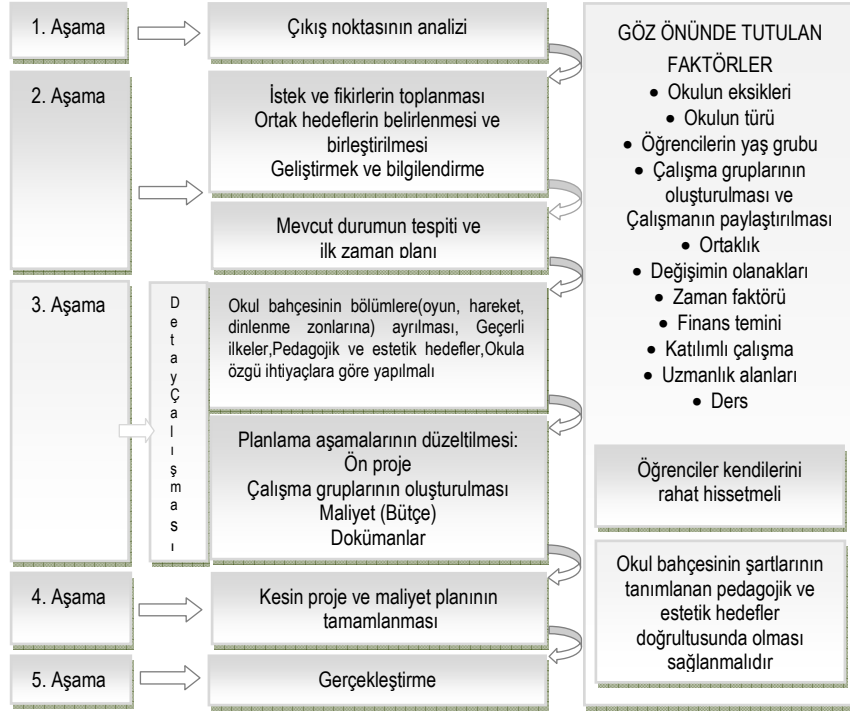 1. Aşama
Çıkış noktasının analizi
2. Aşama
İstek ve fikirlerin toplanması
Ortak hedeflerin belirlenmesi ve
birleştirilmesi
Geliştirmek ve bilgilendirme
Mevcut durumun tespiti ve
ilk zaman planı
3. Aşama
Detay Çalışması
Okul bahçesinin bölümlere(oyun, hareket,
dinlenme zonlarına) ayrılması, Geçerli
ilkeler,Pedagojik ve estetik hedefler,Okula
özgü ihtiyaçlara göre yapılmalı
Planlama aşamalarının düzeltilmesi:
Ön proje
Çalışma gruplarının oluşturulması
Maliyet (Bütçe)
Dokümanlar
4. Aşama
Kesin proje ve maliyet planının
tamamlanması
5. Aşama
Gerçekleştirme
GÖZ ÖNÜNDE TUTULAN
FAKTÖRLER
• Okulun eksikleri
• Okulun türü
• Öğrencilerin yaş grubu
• Çalışma gruplarının
oluşturulması ve
Çalışmanın paylaştırılması
• Ortaklık
• Değişimin olanakları
• Zaman faktörü
• Finans temini
• Katılımlı çalışma
• Uzmanlık alanları
• Ders
Öğrenciler kendilerini
rahat hissetmeli
Okul bahçesinin şartlarının
tanımlanan pedagojik ve
estetik hedefler
doğrultusunda olması
sağlanmalıdır